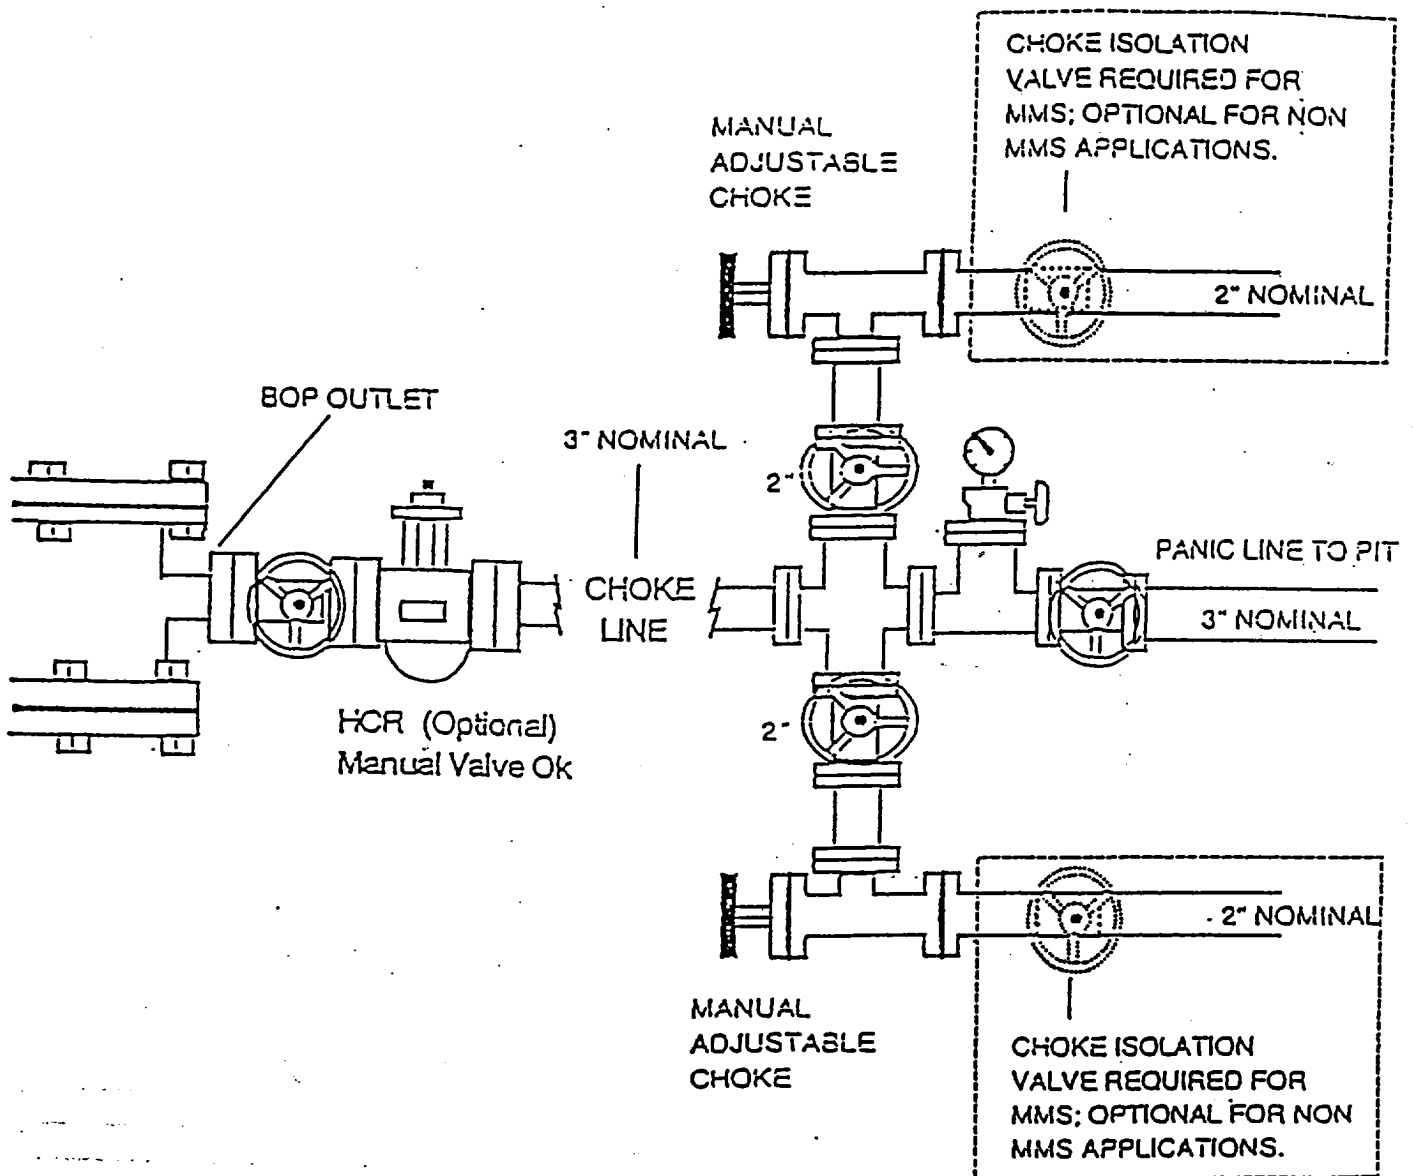 CHOKE ISOLATION
VALVE REQUIRED FOR
MMS; OPTIONAL FOR NON
MMS APPLICATIONS.
MANUAL
ADJUSTABLE
CHOKE
2" NOMINAL
BOP OUTLET
3" NOMINAL
2"
PANIC LINE TO PIT
CHOKE
LINE
3" NOMINAL
HCR (Optional)
Manual Valve Ok
2"
2" NOMINAL
MANUAL
ADJUSTABLE
CHOKE
CHOKE ISOLATION
VALVE REQUIRED FOR
MMS; OPTIONAL FOR NON
MMS APPLICATIONS.